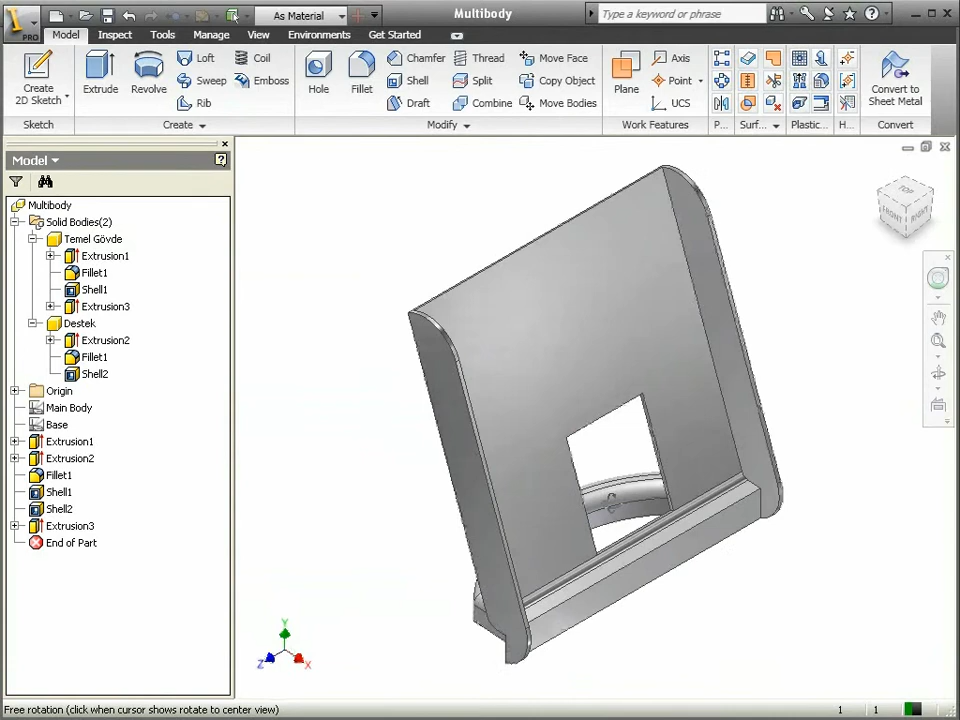 As Material
Multibody
Type a keyword or phrase
PRO
Model Inspect Tools Manage View Environments Get Started
Create
2D Sketch
Extrude
Revolve
Loft
Sweep
Rib
Coil
Emboss
Hole
Fillet
Chamfer
Shell
Draft
Thread
Split
Combine
Move Face
Copy Object
Move Bodies
Plane
Axis
Point
UCS
Convert to
Sheet Metal
Sketch
Create
Modify
Work Features
P...
Surf...
Plastic...
H...
Convert
Model
Multibody
Solid Bodies(2)
Temel Gövde
Extrusion1
Fillet1
Shell1
Extrusion3
Destek
Extrusion2
Fillet1
Shell2
Origin
Main Body
Base
Extrusion1
Extrusion2
Fillet1
Shell1
Shell2
Extrusion3
End of Part
TOP
FRONT
RIGHT
Y
Z
X
Free rotation (click when cursor shows rotate to center view)
1 1